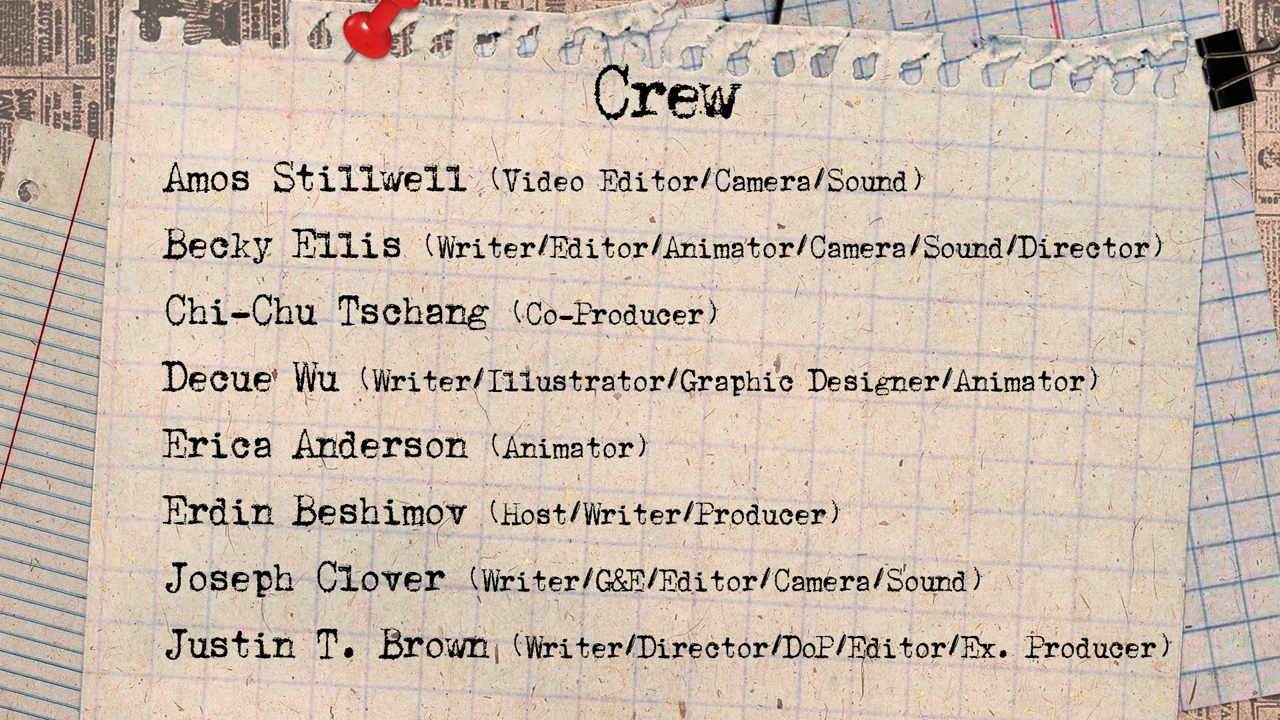 Crew
Amos Stillwell (Video Editor/Camera/Sound)
Becky Ellis (Writer/Editor/Animator/Camera/Sound/Director)
Chi-Chu Tschang (Co-Producer)
Decue Wu (Writer/Illustrator/Graphic Designer/Animator)
Erica Anderson (Animator)
Erdin Beshimov (Host/Writer/Producer)
Joseph Clover (Writer/G&E/Editor/Camera/Sound)
Justin T. Brown (Writer/Director/DoP/Editor/Ex. Producer)